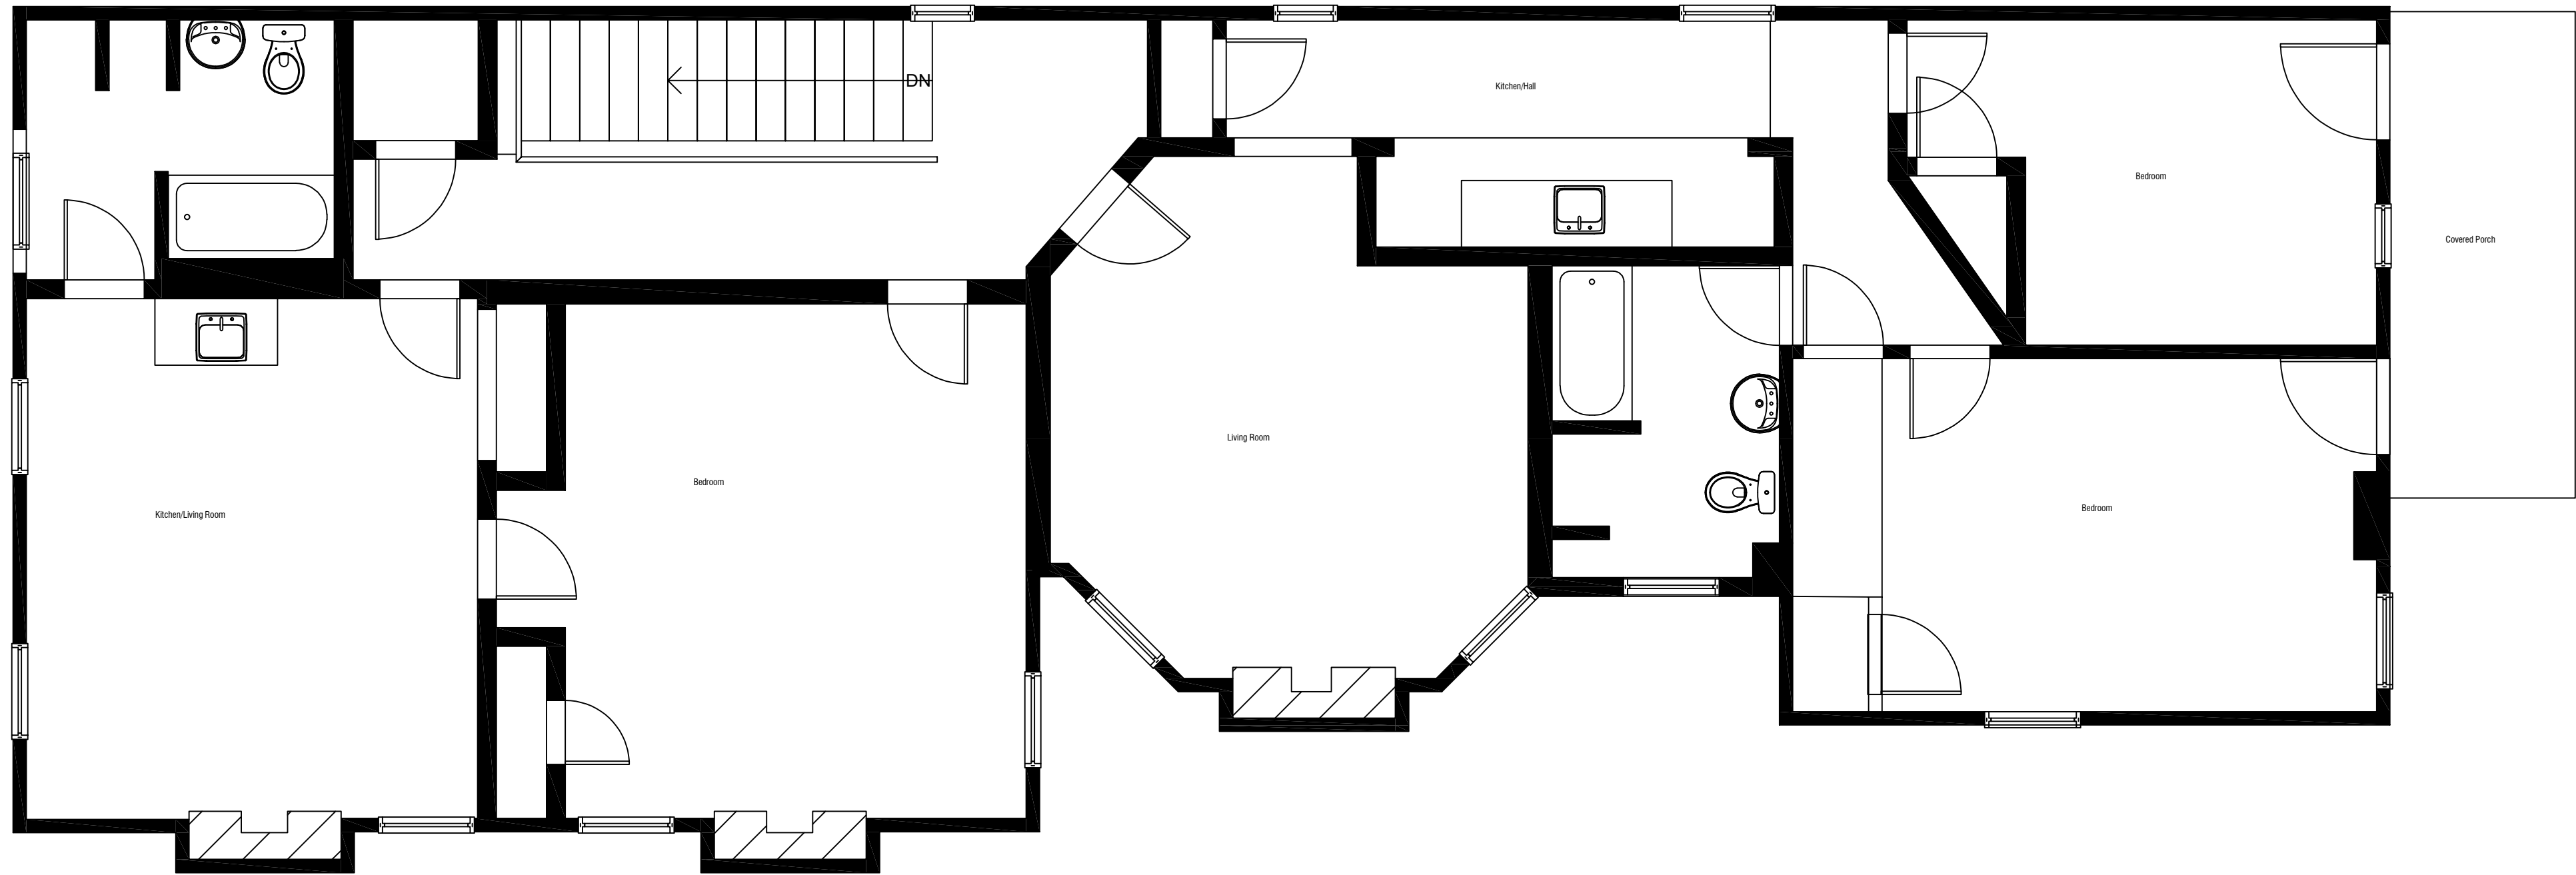 DN
Kitchen/Hall
Bedroom
Covered Porch
Living Room
Bedroom
Kitchen/Living Room
Bedroom